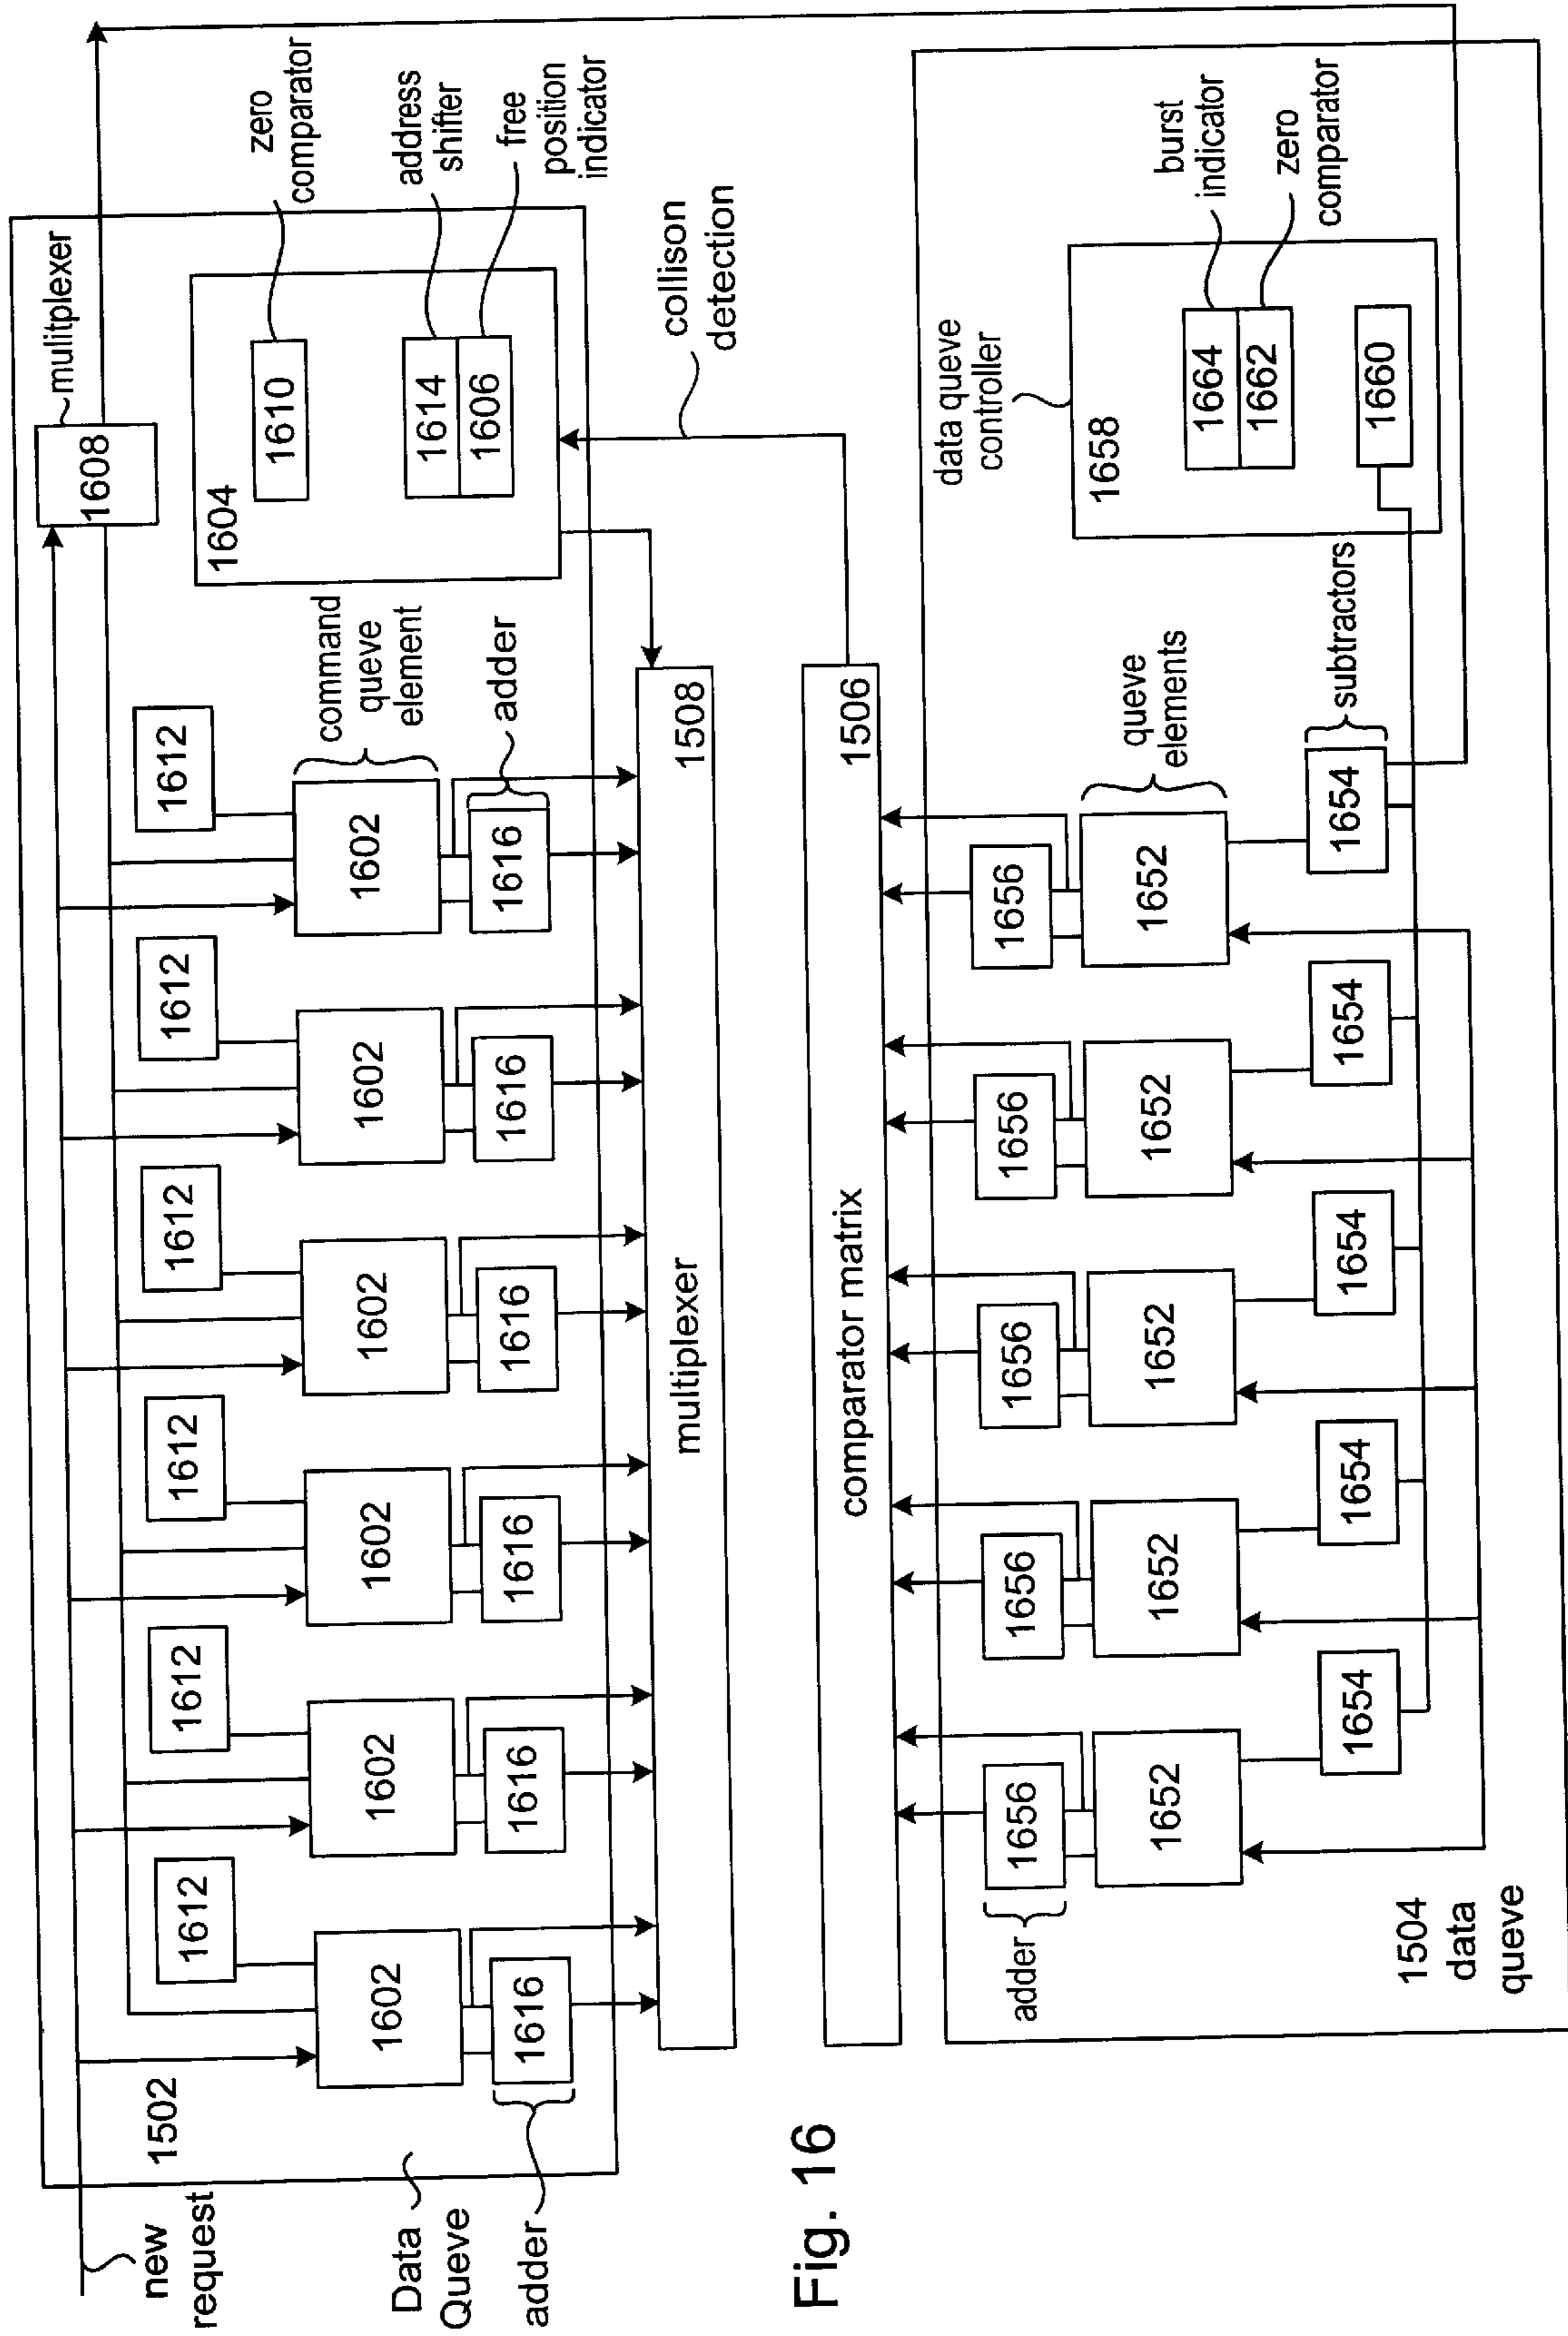 new
request
1502
Data
Queve
adder
1612
1612
1612
1612
1612
1612
1602
1602
1602
1602
1602
1602
command
queve
element
1616
1616
1616
1616
1616
1616
adder
mulitplexer
1608
1604
1610
zero
comparator
1614
address
shifter
1606
free
position
indicator
multiplexer
1508
collison
detection
Fig. 16
comparator matrix
1506
adder
1656
1656
1656
1656
1656
1652
1652
1652
1652
1652
queve
elements
1654
1654
1654
1654
1654
subtractors
data queve
controller
1658
1664
burst
indicator
1662
zero
comparator
1660
1504
data
queve